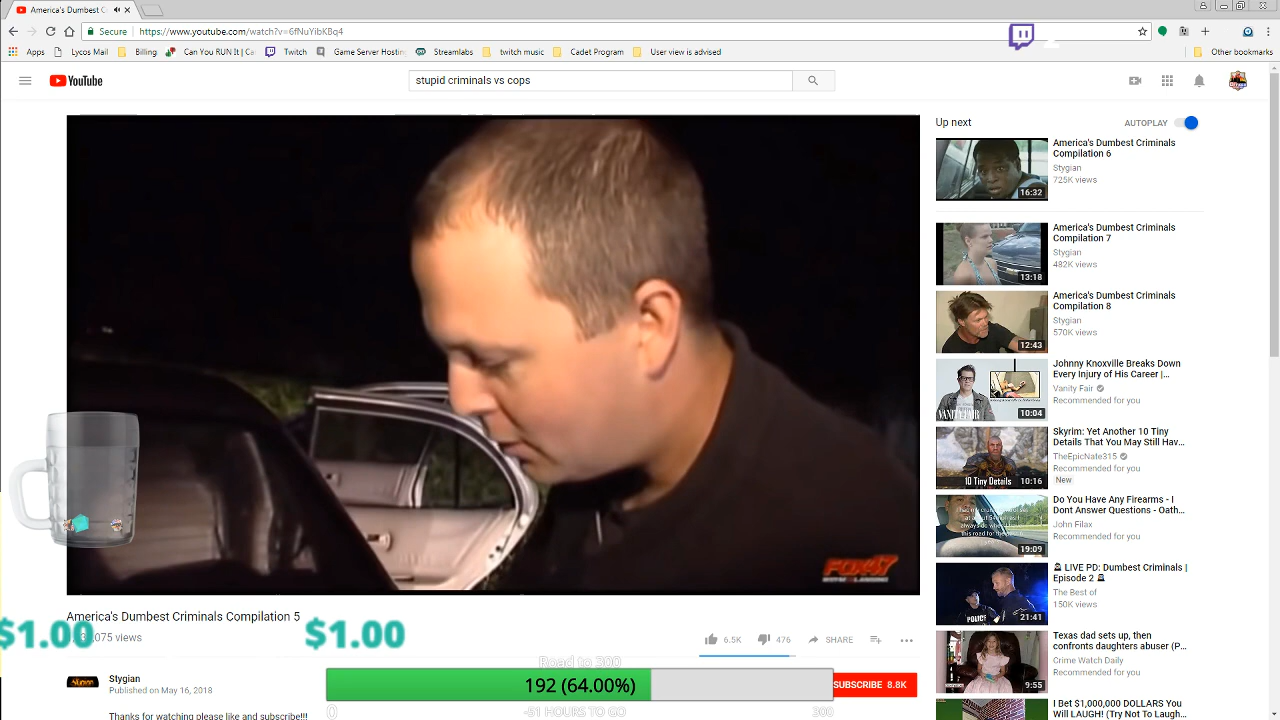 America's Dumbest C
Secure
https://www.youtube.com/watch?v=6fNuYibKBq4
Apps
Lycos Mail
Billing
Can You RUN It | Ca
Twitch
Game Server Hosting
Streamlabs
twitch music
Cadet Program
User view is advised
Other bookmarks
YouTube
stupid criminals vs cops
Up next
AUTOPLAY
America's Dumbest Criminals
Compilation 6
Stygian
725K views
16:32
America's Dumbest Criminals
Compilation 7
Stygian
482K views
13:18
America's Dumbest Criminals
Compilation 8
Stygian
570K views
12:43
Johnny Knoxville Breaks Down
Every Injury of His Career |...
Vanity Fair
Recommended for you
VANITY FAIR
10:04
Skyrim: Yet Another 10 Tiny
Details That You May Still Hav...
TheEpicNate315
Recommended for you
New
10 Tiny Details
10:16
Do You Have Any Firearms - I
Dont Answer Questions - Oath...
John Filax
Recommended for you
19:09
LIVE PD: Dumbest Criminals |
Episode 2
The Best of
150K views
POLICE
21:41
Texas dad sets up, then
confronts daughters abuser (P...
Crime Watch Daily
Recommended for you
9:55
I Bet $1,000,000 DOLLARS You
Will LAUGH (Try Not To Laugh...
FOX47
America's Dumbest Criminals Compilation 5
075 views
$1.00
$1.00
6.5K
476
SHARE
Road to 300
192 (64.00%)
0
-51 HOURS TO GO
300
SUBSCRIBE 8.8K
Stygian
Published on May 16, 2018
Thanks for watching please like and subscribe!!!